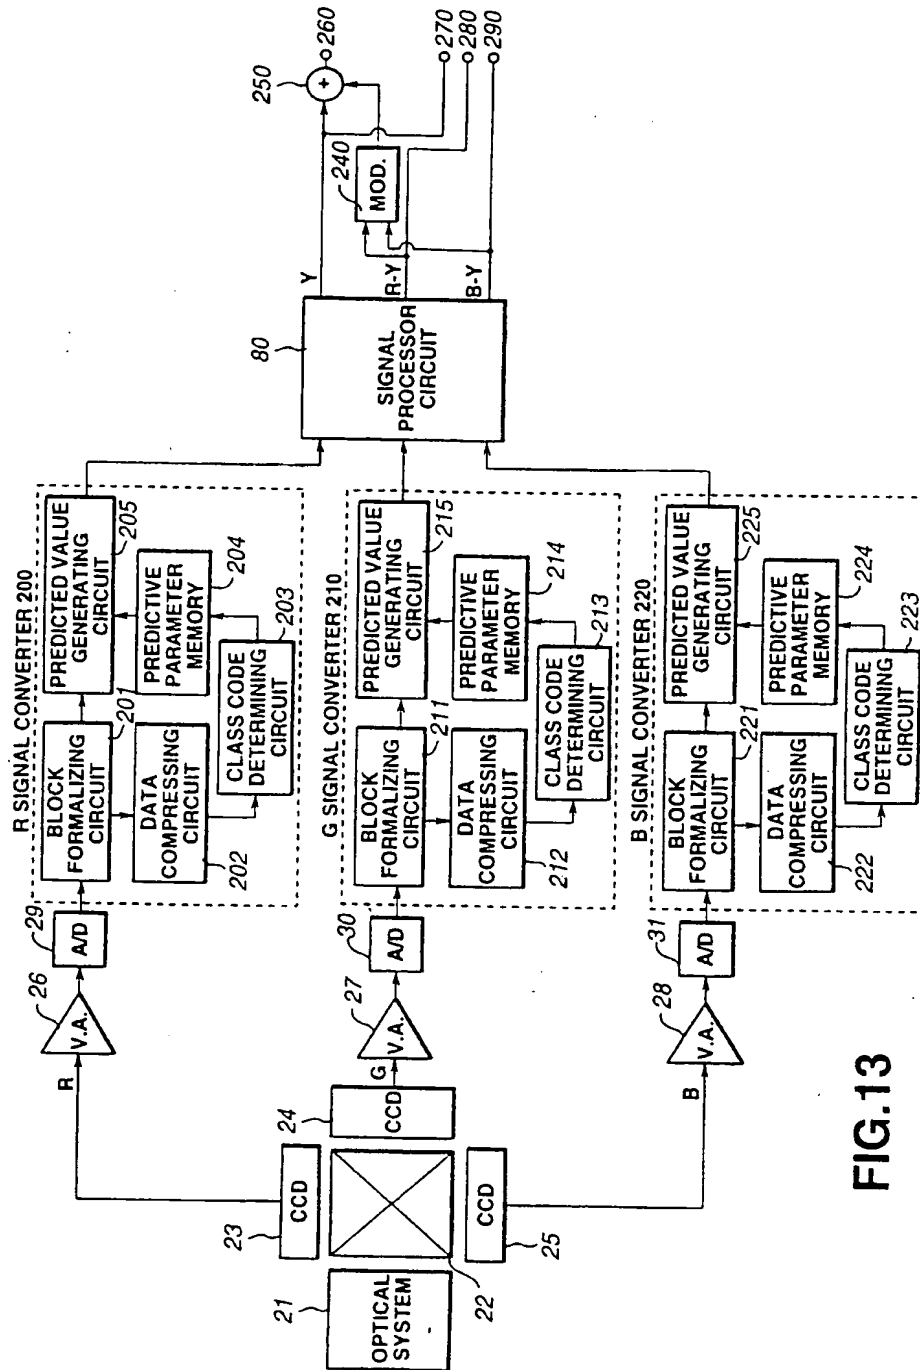 21
OPTICAL
SYSTEM
22
23
CCD
24
CCD
25
CCD
R
G
B
26
V.A.
27
V.A.
28
V.A.
29
A/D
30
A/D
31
A/D
R SIGNAL CONVERTER 200
BLOCK
FORMALIZING
CIRCUIT
201
DATA
COMPRESSING
CIRCUIT
202
CLASS CODE
DETERMINING
CIRCUIT
203
PREDICTIVE
PARAMETER
MEMORY
204
PREDICTED VALUE
GENERATING
CIRCUIT
205
G SIGNAL CONVERTER 210
BLOCK
FORMALIZING
CIRCUIT
211
DATA
COMPRESSING
CIRCUIT
212
CLASS CODE
DETERMINING
CIRCUIT
213
PREDICTIVE
PARAMETER
MEMORY
214
PREDICTED VALUE
GENERATING
CIRCUIT
215
B SIGNAL CONVERTER 220
BLOCK
FORMALIZING
CIRCUIT
221
DATA
COMPRESSING
CIRCUIT
222
CLASS CODE
DETERMINING
CIRCUIT
223
PREDICTIVE
PARAMETER
MEMORY
224
PREDICTED VALUE
GENERATING
CIRCUIT
225
80
SIGNAL
PROCESSOR
CIRCUIT
Y
R-Y
B-Y
240
MOD.
250
+
260
270
280
290
FIG.13